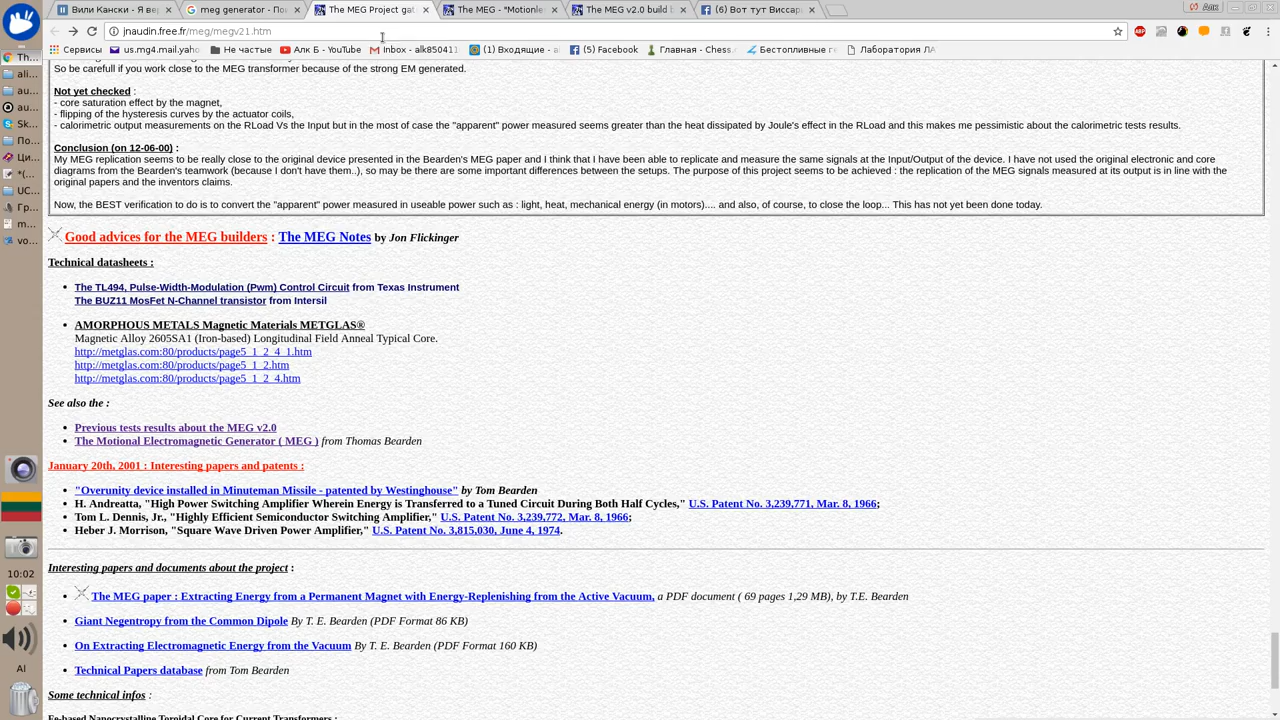 Вили Кански - Я ве
meg generator - Пои
The MEG Project gat
The MEG - "Motionles
The MEG v2.0 build b
(6) Вот тут Виссар
Алк
jnaudin.free.fr/meg/megv21.htm
Сервисы us.mg4.mail.yaho Не частые Алк Б - YouTube Inbox - alk850411 (1) Входящие - al (5) Facebook Главная - Chess.c Бесплотипные г Лаборатория ЛА
Th...
ali...
au...
au...
Sk...
По...
Ци...
*(...
UC...
Гр...
m...
vo...
10:02
AI
So be carefull if you work close to the MEG transformer because of the strong EM generated.
Not yet checked :
- core saturation effect by the magnet,
- flipping of the hysteresis curves by the actuator coils,
- calorimetric output measurements on the RLoad Vs the Input but in the most of case the "apparent" power measured seems greater than the heat dissipated by Joule's effect in the RLoad and this makes me pessimistic about the calorimetric tests results.
Conclusion (on 12-06-00) :
My MEG replication seems to be really close to the original device presented in the Bearden's MEG paper and I think that I have been able to replicate and measure the same signals at the Input/Output of the device. I have not used the original electronic and core
diagrams from the Bearden's teamwork (because I don't have them..), so may be there are some important differences between the setups. The purpose of this project seems to be achieved : the replication of the MEG signals measured at its output is in line with the
original papers and the inventors claims.
Now, the BEST verification to do is to convert the "apparent" power measured in useable power such as : light, heat, mechanical energy (in motors).... and also, of course, to close the loop... This has not yet been done today.
Good advices for the MEG builders : The MEG Notes by Jon Flickinger
Technical datasheets :
The TL494, Pulse-Width-Modulation (Pwm) Control Circuit from Texas Instrument
The BUZ11 MosFet N-Channel transistor from Intersil
AMORPHOUS METALS Magnetic Materials METGLAS®
Magnetic Alloy 2605SA1 (Iron-based) Longitudinal Field Anneal Typical Core.
http://metglas.com:80/products/page5_1_2_4_1.htm
http://metglas.com:80/products/page5_1_2.htm
http://metglas.com:80/products/page5_1_2_4.htm
See also the :
Previous tests results about the MEG v2.0
The Motional Electromagnetic Generator ( MEG ) from Thomas Bearden
January 20th, 2001 : Interesting papers and patents :
"Overunity device installed in Minuteman Missile - patented by Westinghouse" by Tom Bearden
H. Andreatta, "High Power Switching Amplifier Wherein Energy is Transferred to a Tuned Circuit During Both Half Cycles," U.S. Patent No. 3,239,771, Mar. 8, 1966;
Tom L. Dennis, Jr., "Highly Efficient Semiconductor Switching Amplifier," U.S. Patent No. 3,239,772, Mar. 8, 1966;
Heber J. Morrison, "Square Wave Driven Power Amplifier," U.S. Patent No. 3,815,030, June 4, 1974.
Interesting papers and documents about the project :
The MEG paper : Extracting Energy from a Permanent Magnet with Energy-Replenishing from the Active Vacuum, a PDF document ( 69 pages 1,29 MB), by T.E. Bearden
Giant Negentropy from the Common Dipole By T. E. Bearden (PDF Format 86 KB)
On Extracting Electromagnetic Energy from the Vacuum By T. E. Bearden (PDF Format 160 KB)
Technical Papers database from Tom Bearden
Some technical infos :
Fe-based Nanocrystalline Toroidal Core for Current Transformers :